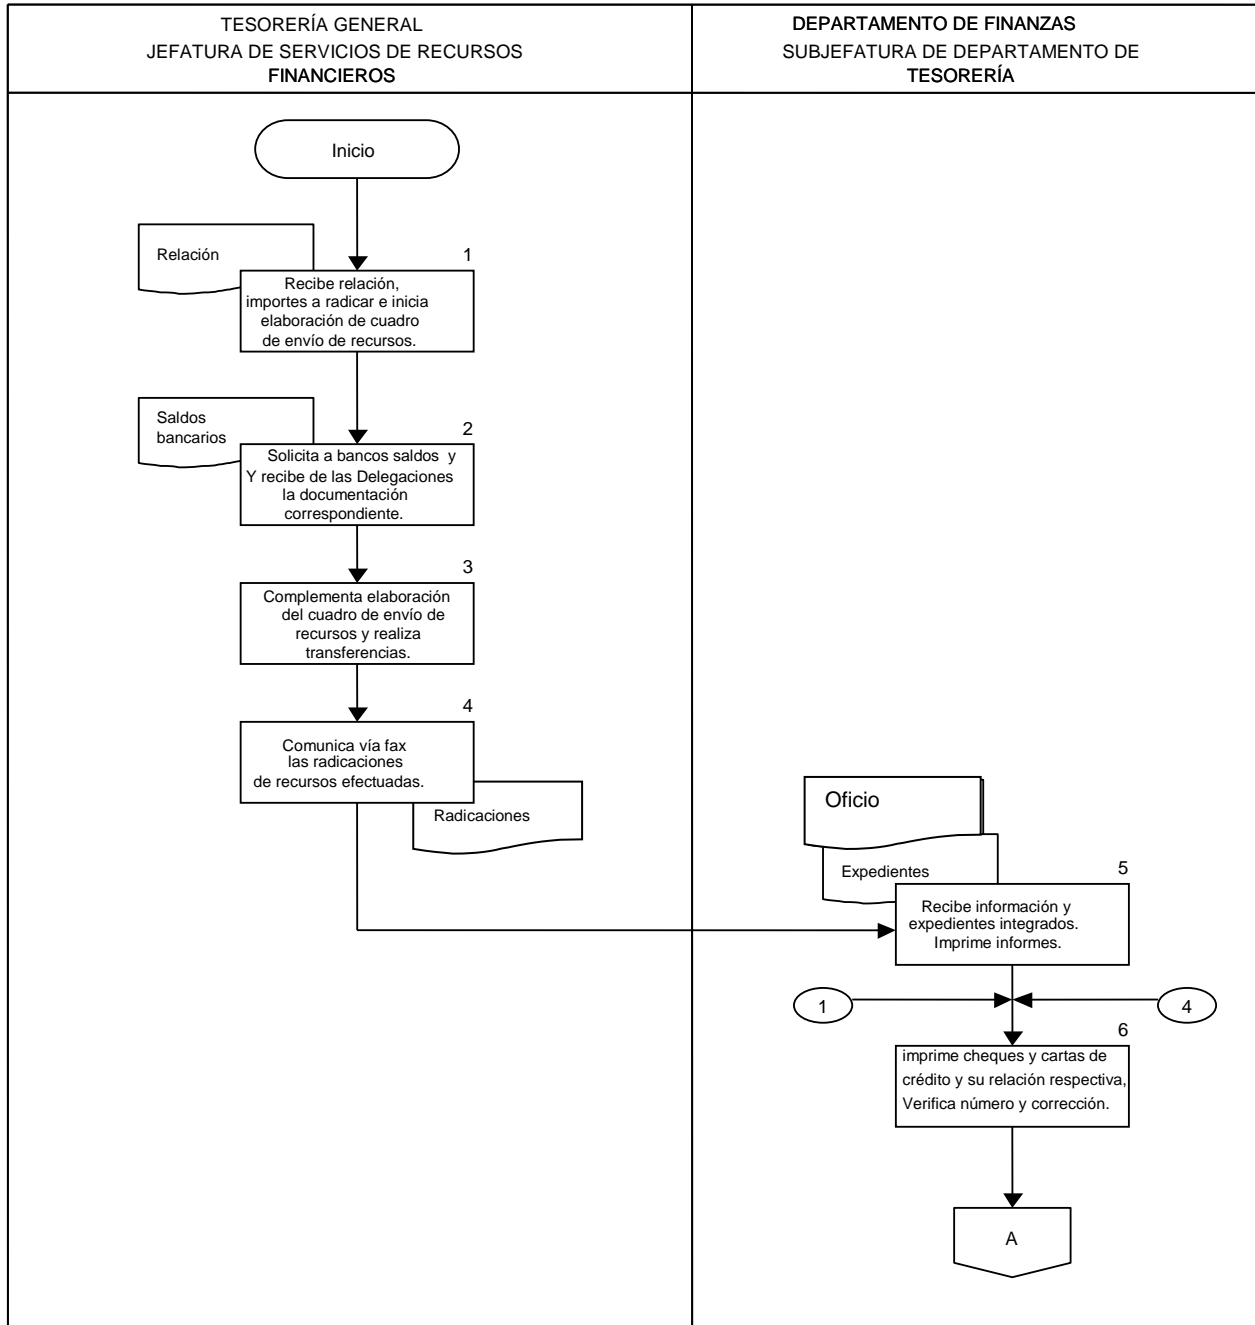 TESORERÍA GENERAL
JEFATURA DE SERVICIOS DE RECURSOS
FINANCIEROS
DEPARTAMENTO DE FINANZAS
SUBJEFATURA DE DEPARTAMENTO DE
TESORERÍA
Inicio
Relación
1
Recibe relación,
importes a radicar e inicia
elaboración de cuadro
de envío de recursos.
Saldos
bancarios
2
Solicita a bancos saldos y
Y recibe de las Delegaciones
la documentación
correspondiente.
3
Complementa elaboración
del cuadro de envío de
recursos y realiza
transferencias.
4
Comunica vía fax
las radicaciones
de recursos efectuadas.
Radicaciones
Oficio
Expedientes
5
Recibe información y
expedientes integrados.
Imprime informes.
1
4
6
imprime cheques y cartas de
crédito y su relación respectiva,
Verifica número y corrección.
A